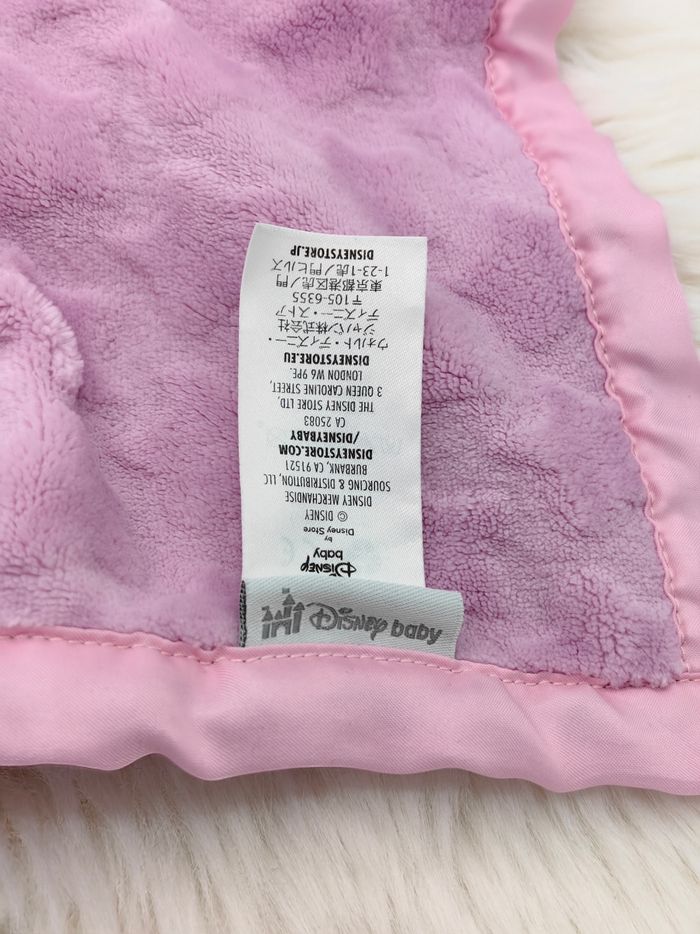 DISNEY
baby
by
Disney Store
© DISNEY
DISNEY MERCHANDISE
SOURCING & DISTRIBUTION, LLC
BURBANK, CA 91521
DISNEYSTORE.COM
/DISNEYBABY
CA 25083
THE DISNEY STORE LTD,
3 QUEEN CAROLINE STREET,
LONDON W6 9PE.
DISNEYSTORE.EU
ウォルト・ディズニー・
ジャパン株式会社
ディズニー・ストア
〒105-6355
東京都港区虎ノ門
1-23-1虎ノ門ヒルズ
DISNEYSTORE.JP
DISNEY baby